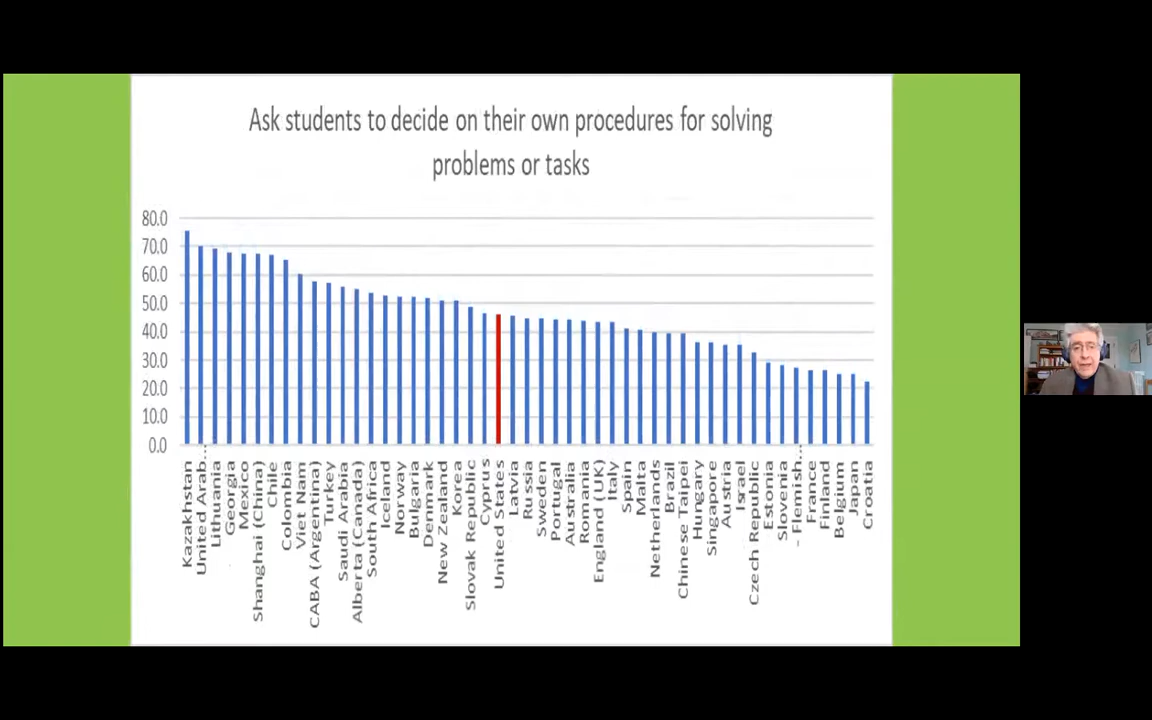 Ask students to decide on their own procedures for solving
problems or tasks
80.0
70.0
60.0
50.0
40.0
30.0
20.0
10.0
0.0
Kazakhstan
United Arab...
Lithuania
Georgia
Mexico
Shanghai (China)
Chile
Colombia
Viet Nam
CABA (Argentina)
Turkey
Saudi Arabia
Alberta (Canada)
South Africa
Iceland
Norway
Bulgaria
Denmark
New Zealand
Korea
Slovak Republic
Cyprus
United States
Latvia
Russia
Sweden
Portugal
Australia
Romania
England (UK)
Italy
Spain
Malta
Netherlands
Brazil
Chinese Taipei
Hungary
Singapore
Austria
Israel
Czech Republic
Estonia
Slovenia
- Flemish...
France
Finland
Belgium
Japan
Croatia